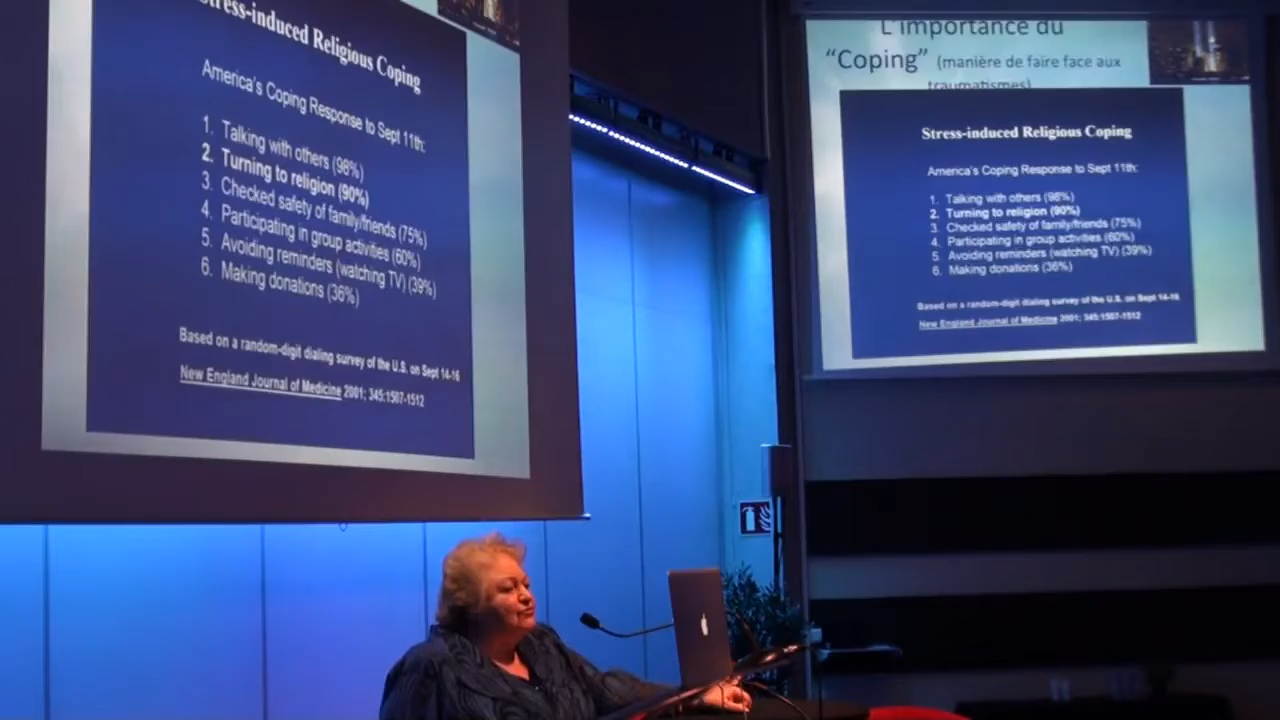 Stress-induced Religious Coping
America's Coping Response to Sept 11th:
1. Talking with others (98%)
2. Turning to religion (90%)
3. Checked safety of family/friends (75%)
4. Participating in group activities (60%)
5. Avoiding reminders (watching TV) (39%)
6. Making donations (36%)
Based on a random-digit dialing survey of the U.S. on Sept 14-16
New England Journal of Medicine 2001; 345:1507-1512
L'importance du
"Coping" (manière de faire face aux
traumatismes)
Stress-induced Religious Coping
America's Coping Response to Sept 11th:
1. Talking with others (98%)
2. Turning to religion (90%)
3. Checked safety of family/friends (75%)
4. Participating in group activities (60%)
5. Avoiding reminders (watching TV) (39%)
6. Making donations (36%)
Based on a random-digit dialing survey of the U.S. on Sept 14-16
New England Journal of Medicine 2001; 345:1507-1512